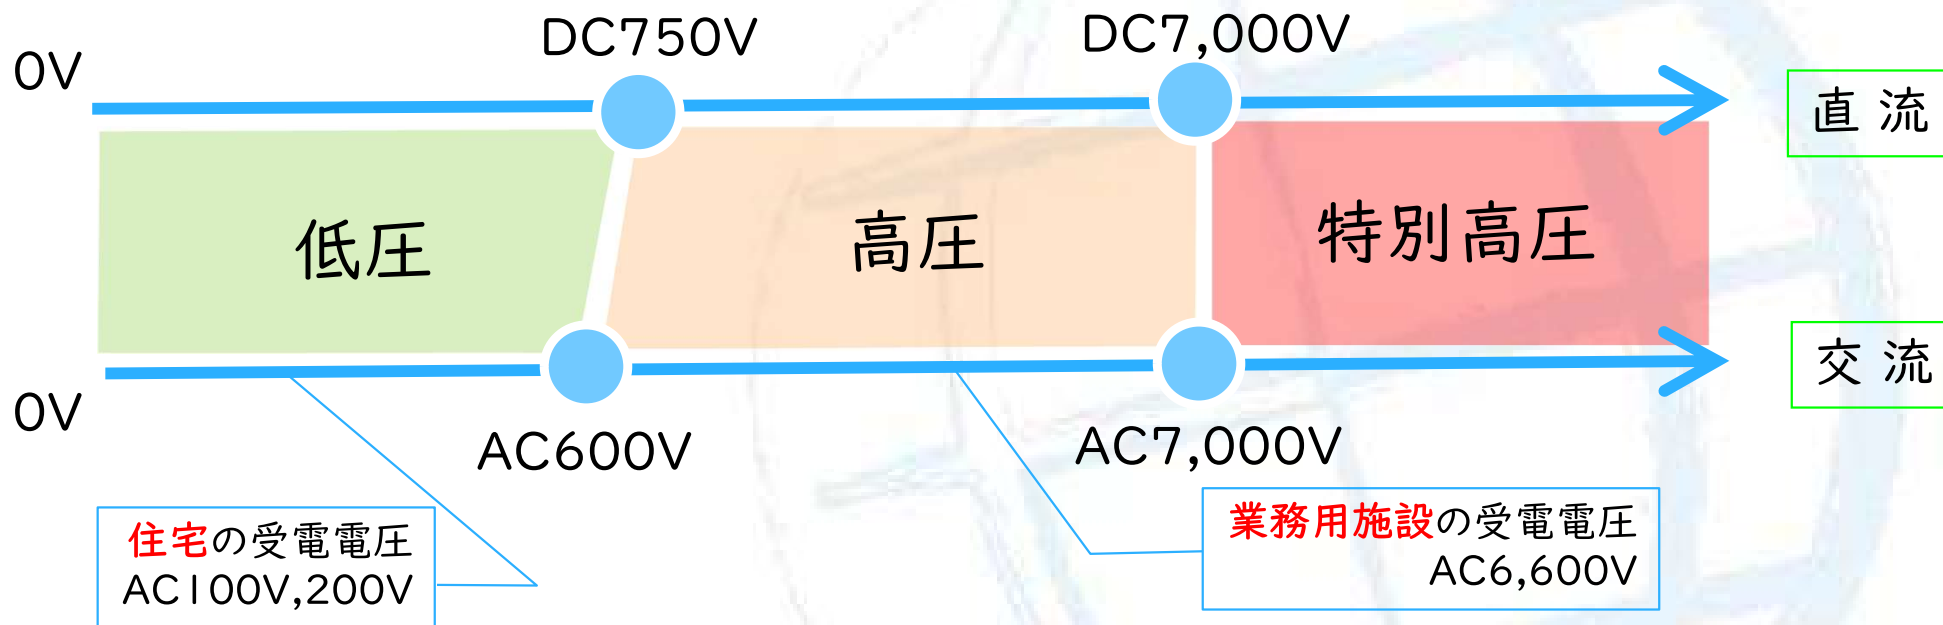 DC750V
DC7,000V
0V
直流
低圧
高圧
特別高圧
交流
0V
AC600V
AC7,000V
住宅の受電電圧
AC100V,200V
業務用施設の受電電圧
AC6,600V